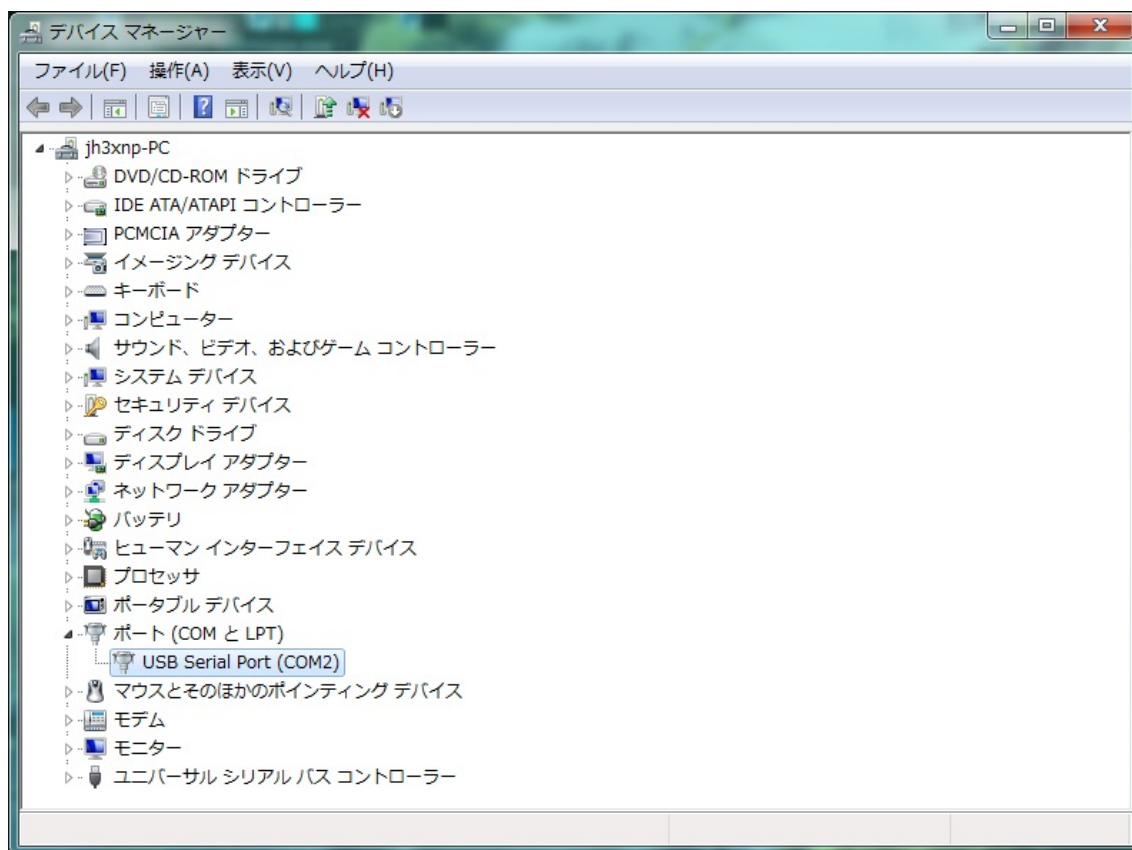 デバイス マネージャー
ファイル(F) 操作(A) 表示(V) ヘルプ(H)
jh3xnp-PC
DVD/CD-ROM ドライブ
IDE ATA/ATAPI コントローラー
PCMCIA アダプター
イメージング デバイス
キーボード
コンピューター
サウンド、ビデオ、およびゲーム コントローラー
システム デバイス
セキュリティ デバイス
ディスク ドライブ
ディスプレイ アダプター
ネットワーク アダプター
バッテリ
ヒューマン インターフェイス デバイス
プロセッサ
ポータブル デバイス
ポート (COM と LPT)
USB Serial Port (COM2)
マウスとそのほかのポインティング デバイス
モデム
モニター
ユニバーサル シリアル バス コントローラー